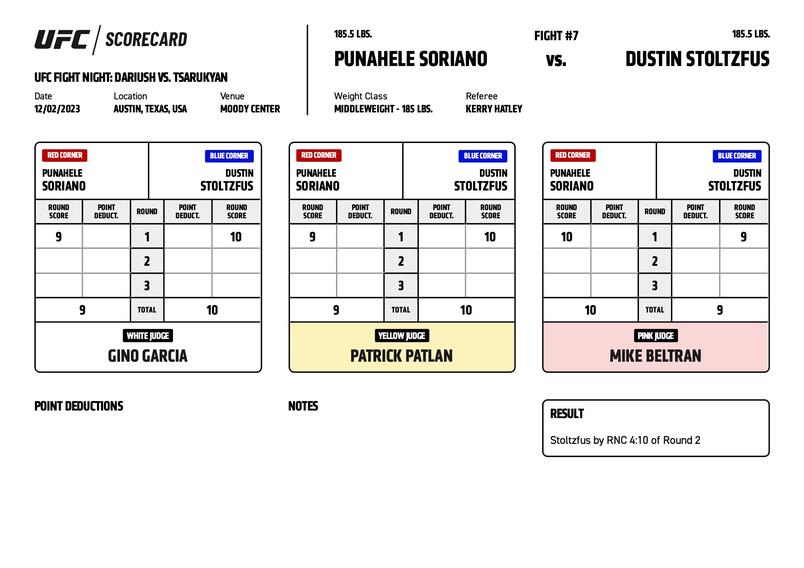 UFC / SCORECARD
UFC FIGHT NIGHT: DARIUSH VS. TSARUKYAN
Date Location Venue
12/02/2023 AUSTIN, TEXAS, USA MOODY CENTER
185.5 LBS. FIGHT #7 185.5 LBS.
PUNAHELE SORIANO VS. DUSTIN STOLTZFUS
Weight Class Referee
MIDDLEWEIGHT - 185 LBS. KERRY HATLEY
RED CORNER BLUE CORNER
PUNAHELE DUSTIN
SORIANO STOLTZFUS
ROUND SCORE POINT DEDUCT. ROUND POINT DEDUCT. ROUND SCORE
9 1 10
2
3
9 TOTAL 10
WHITE JUDGE
GINO GARCIA
RED CORNER BLUE CORNER
PUNAHELE DUSTIN
SORIANO STOLTZFUS
ROUND SCORE POINT DEDUCT. ROUND POINT DEDUCT. ROUND SCORE
9 1 10
2
3
9 TOTAL 10
YELLOW JUDGE
PATRICK PATLAN
RED CORNER BLUE CORNER
PUNAHELE DUSTIN
SORIANO STOLTZFUS
ROUND SCORE POINT DEDUCT. ROUND POINT DEDUCT. ROUND SCORE
10 1 9
2
3
10 TOTAL 9
PINK JUDGE
MIKE BELTRAN
POINT DEDUCTIONS
NOTES
RESULT
Stoltzfus by RNC 4:10 of Round 2